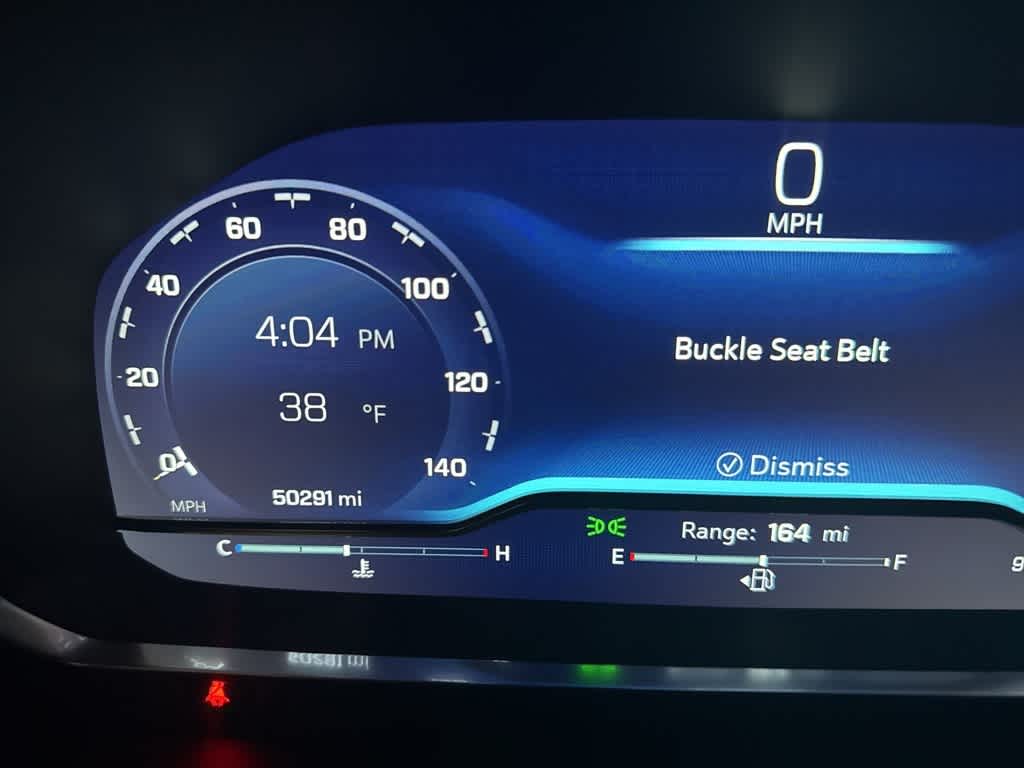 0
MPH
60 80
40 100
4:04 PM
Buckle Seat Belt
20 120
38 °F
0 140
Dismiss
50291 mi
MPH
Range: 164 mi
C H
E F